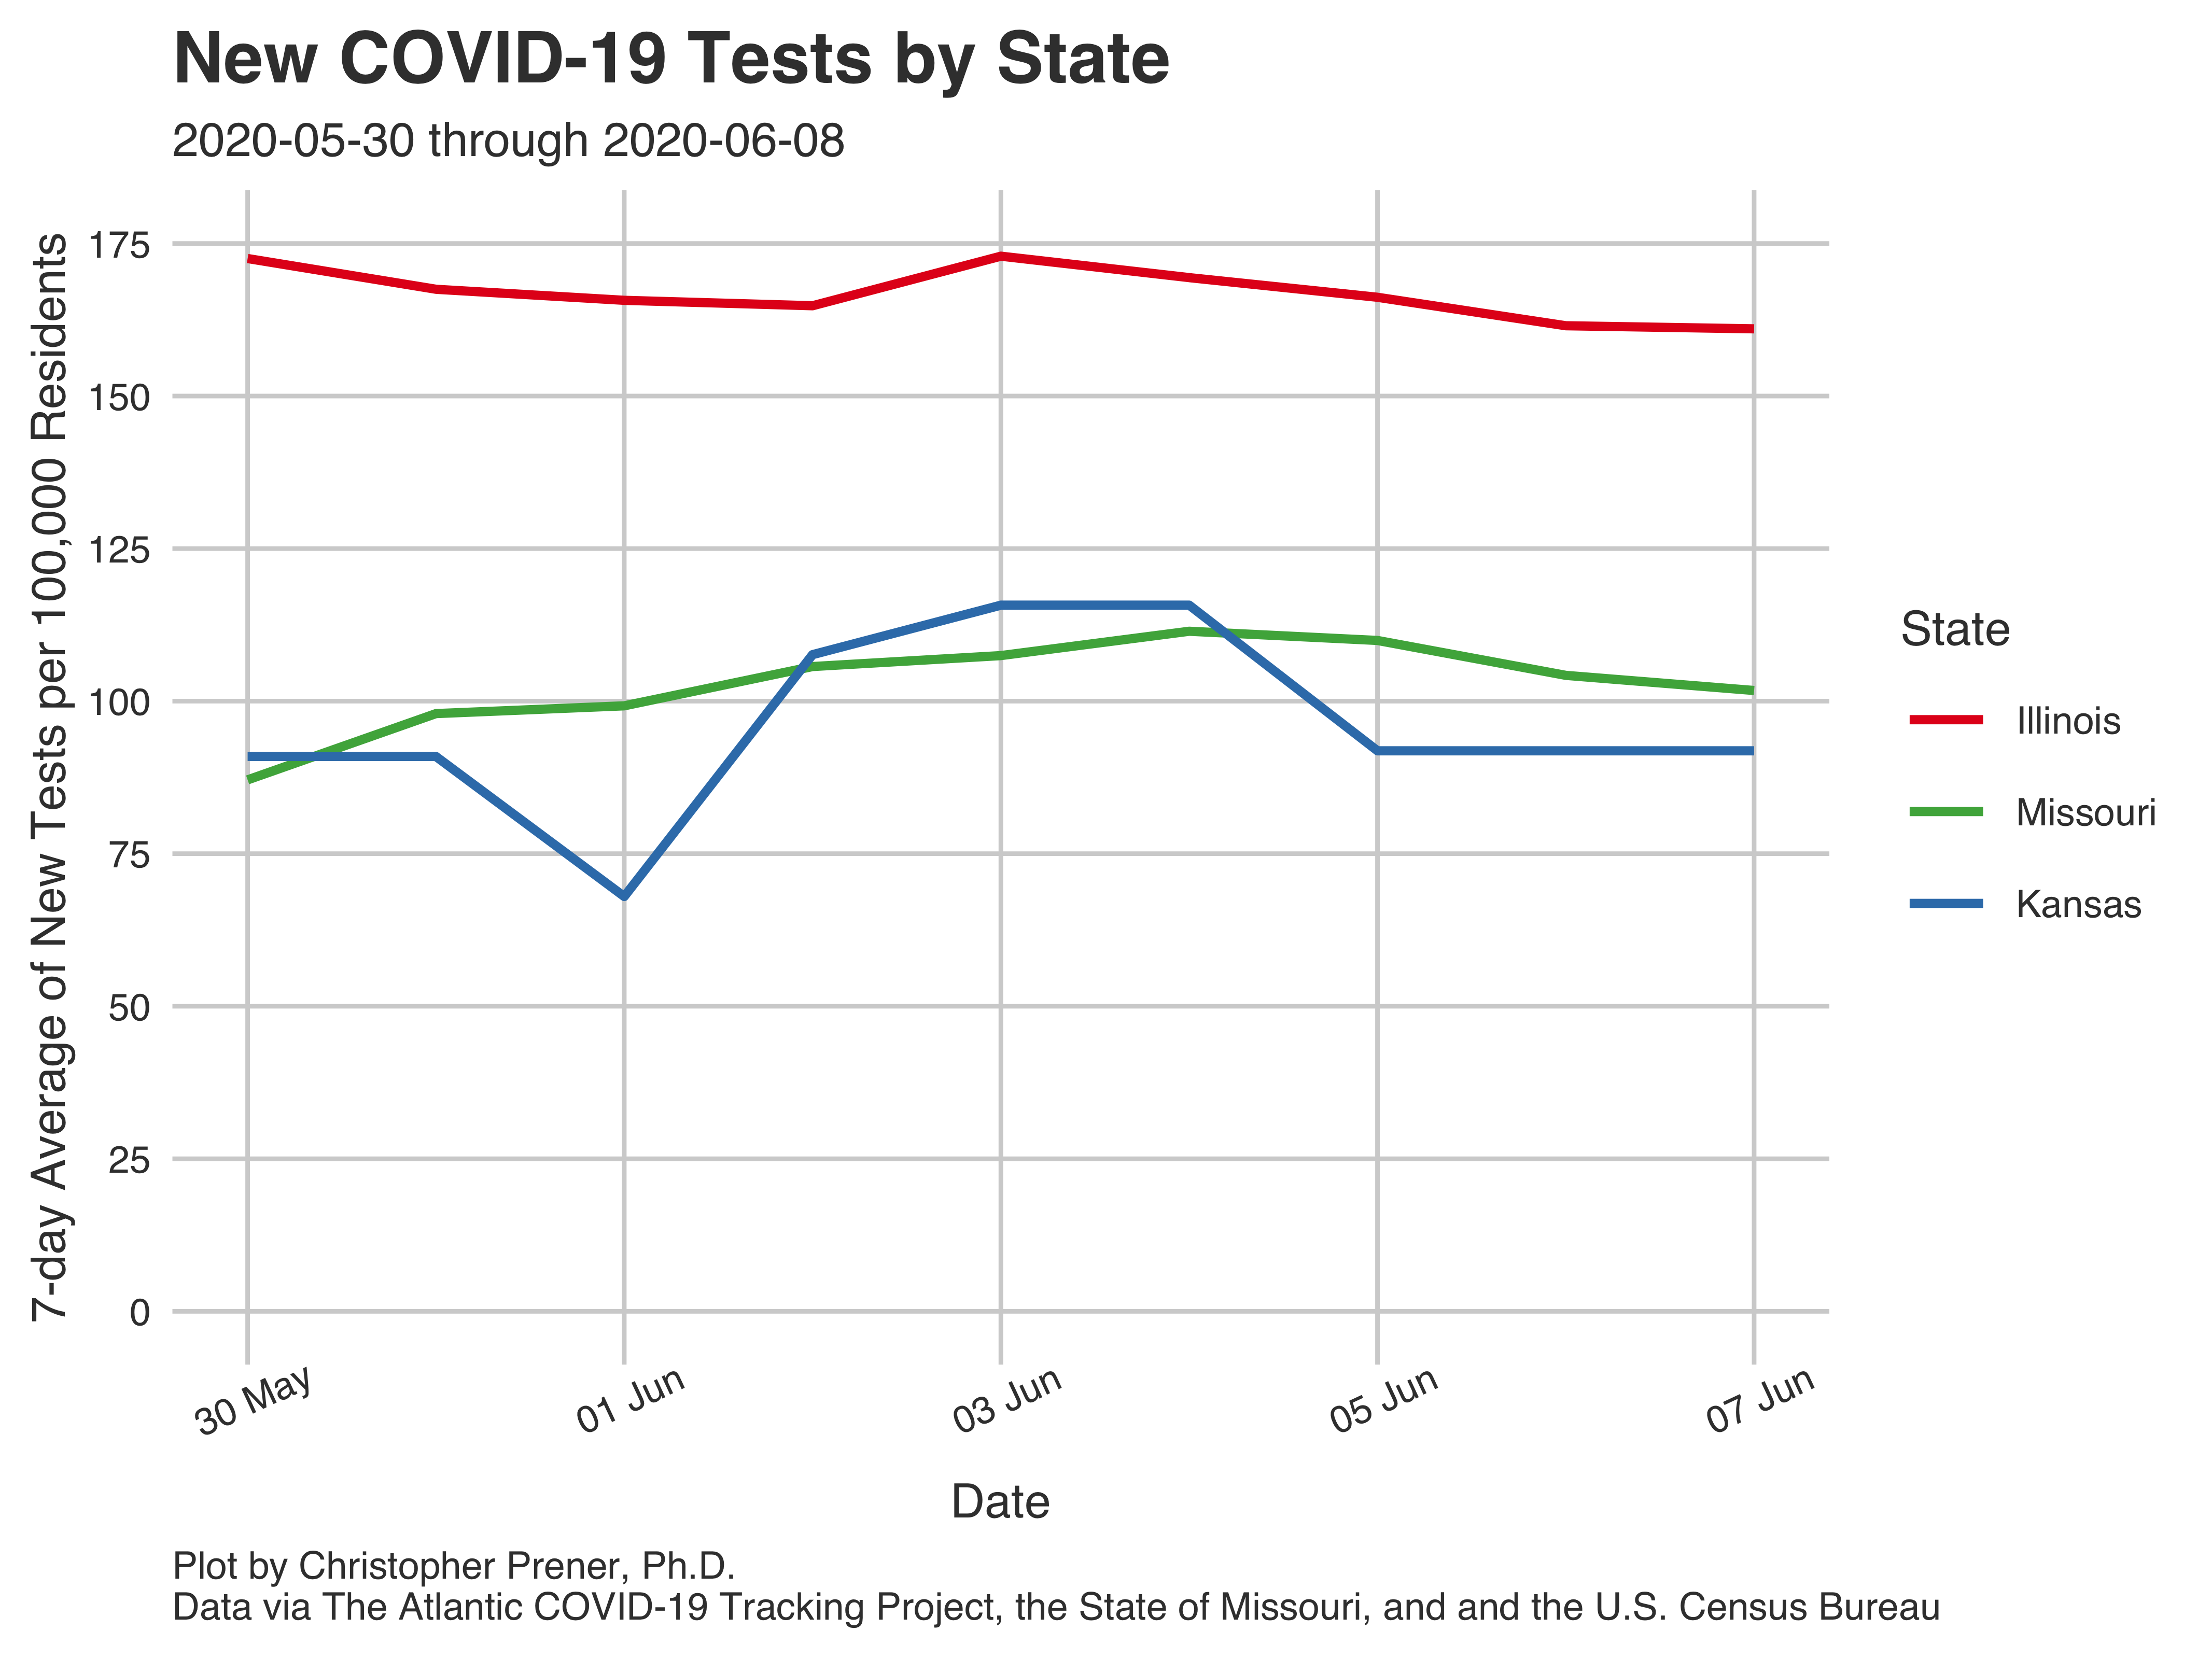 New COVID-19 Tests by State
2020-05-30 through 2020-06-08
7-day Average of New Tests per 100,000 Residents
175
150
125
100
75
50
25
0
30 May
01 Jun
03 Jun
05 Jun
07 Jun
Date
State
Illinois
Missouri
Kansas
Plot by Christopher Prener, Ph.D.
Data via The Atlantic COVID-19 Tracking Project, the State of Missouri, and and the U.S. Census Bureau